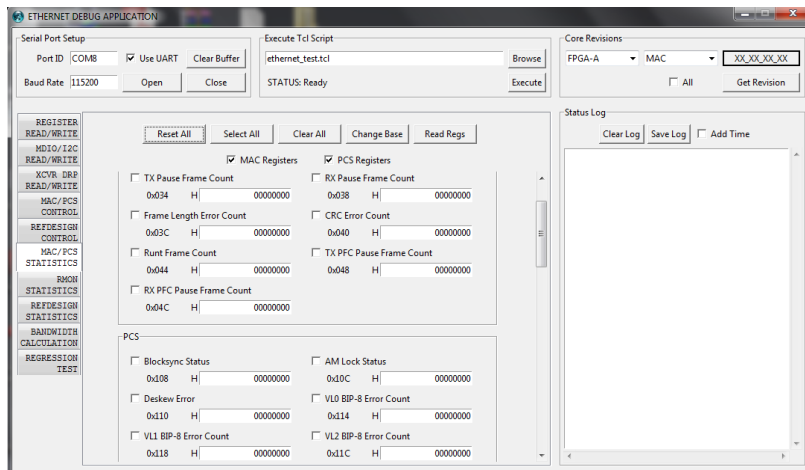 ETHERNET DEBUG APPLICATION
Serial Port Setup
Port ID COM8 Use UART Clear Buffer
Baud Rate 115200 Open Close
Execute Tcl Script
ethernet_test.tcl Browse
STATUS: Ready Execute
Core Revisions
FPGA-A MAC XX_XX_XX_XX
All Get Revision
REGISTER
READ/WRITE
MDIO/I2C
READ/WRITE
XCVR DRP
READ/WRITE
MAC/PCS
CONTROL
REFDESIGN
CONTROL
MAC/PCS
STATISTICS
RMON
STATISTICS
REFDESIGN
STATISTICS
BANDWIDTH
CALCULATION
REGRESSION
TEST
Reset All Select All Clear All Change Base Read Regs
MAC Registers PCS Registers
TX Pause Frame Count RX Pause Frame Count
0x034 H 00000000 0x038 H 00000000
Frame Length Error Count CRC Error Count
0x03C H 00000000 0x040 H 00000000
Runt Frame Count TX PFC Pause Frame Count
0x044 H 00000000 0x048 H 00000000
RX PFC Pause Frame Count
0x04C H 00000000
PCS
Blocksync Status AM Lock Status
0x108 H 00000000 0x10C H 00000000
Deskew Error VL0 BIP-8 Error Count
0x110 H 00000000 0x114 H 00000000
VL1 BIP-8 Error Count VL2 BIP-8 Error Count
0x118 H 00000000 0x11C H 00000000
Status Log
Clear Log Save Log Add Time